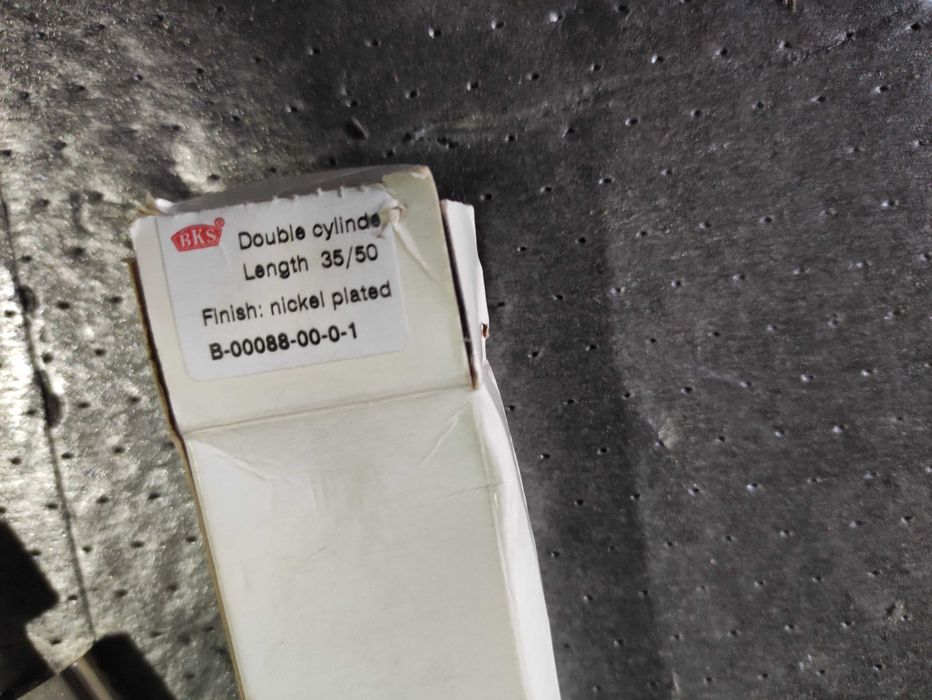 BKS®
Double cylinde
Length 35/50
Finish: nickel plated
B-00088-00-0-1